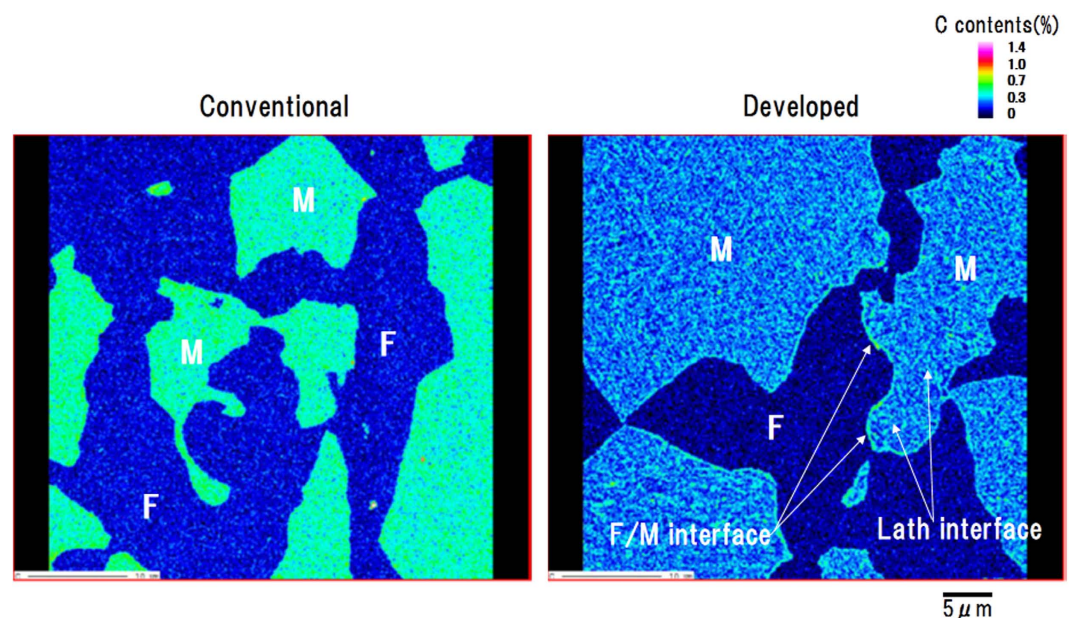 C contents(%)
1.4
1.0
0.7
0.3
0
Conventional
Developed
M
M
F
F
M
M
F
F/M interface
Lath interface
5μm